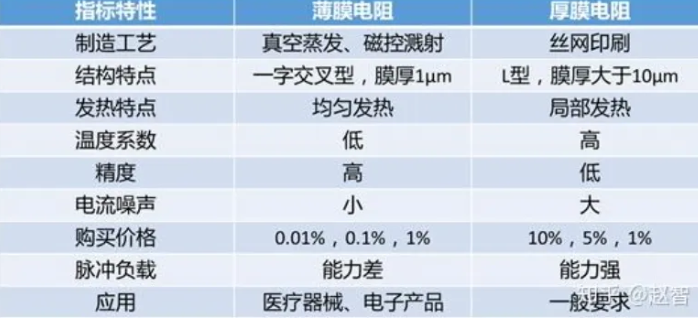 指标特性 薄膜电阻 厚膜电阻
制造工艺 真空蒸发、磁控溅射 丝网印刷
结构特点 一字交叉型，膜厚1μm L型，膜厚大于10μm
发热特点 均匀发热 局部发热
温度系数 低 高
精度 高 低
电流噪声 小 大
购买价格 0.01%，0.1%，1% 10%，5%，1%
脉冲负载 能力差 能力强
应用 医疗器械、电子产品 一般要求
知乎 @赵智